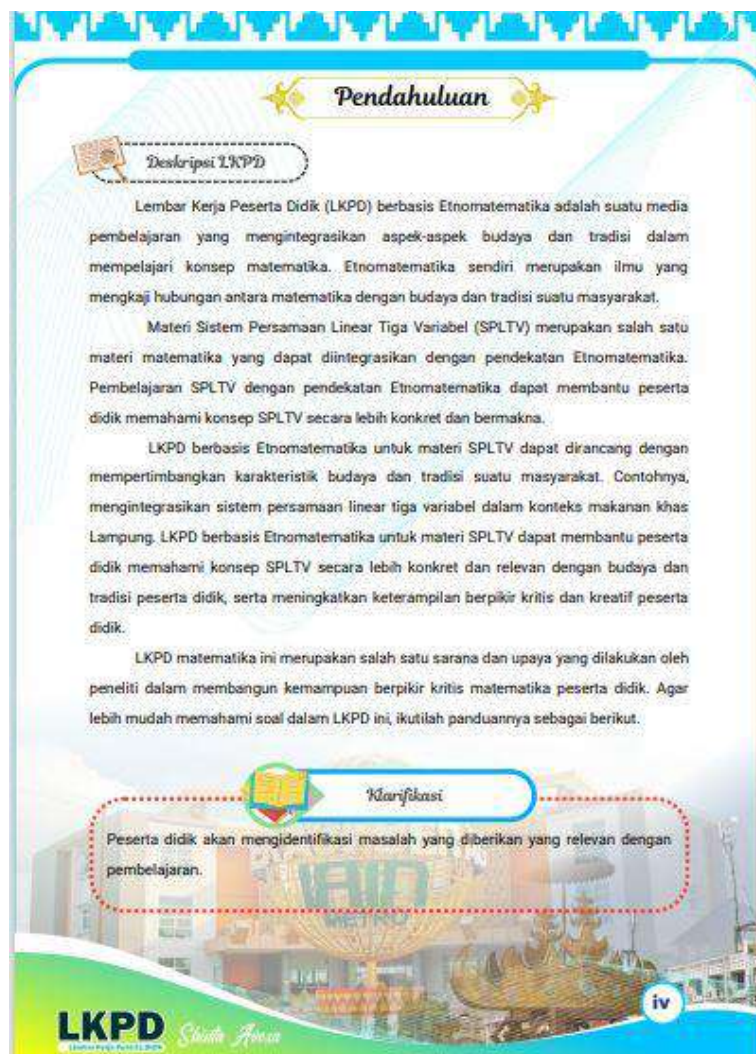 Pendahuluan
Deskripsi LKPD
Lembar Kerja Peserta Didik (LKPD) berbasis Etnomatematika adalah suatu media
pembelajaran yang mengintegrasikan aspek-aspek budaya dan tradisi dalam
mempelajari konsep matematika. Etnomatematika sendiri merupakan ilmu yang
mengkaji hubungan antara matematika dengan budaya dan tradisi suatu masyarakat.
Materi Sistem Persamaan Linear Tiga Variabel (SPLTV) merupakan salah satu
materi matematika yang dapat diintegrasikan dengan pendekatan Etnomatematika.
Pembelajaran SPLTV dengan pendekatan Etnomatematika dapat membantu peserta
didik memahami konsep SPLTV secara lebih konkret dan bermakna.
LKPD berbasis Etnomatematika untuk materi SPLTV dapat dirancang dengan
mempertimbangkan karakteristik budaya dan tradisi suatu masyarakat. Contohnya,
mengintegrasikan sistem persamaan linear tiga variabel dalam konteks makanan khas
Lampung. LKPD berbasis Etnomatematika untuk materi SPLTV dapat membantu peserta
didik memahami konsep SPLTV secara lebih konkret dan relevan dengan budaya dan
tradisi peserta didik, serta meningkatkan keterampilan berpikir kritis dan kreatif peserta
didik.
LKPD matematika ini merupakan salah satu sarana dan upaya yang dilakukan oleh
peneliti dalam membangun kemampuan berpikir kritis matematika peserta didik. Agar
lebih mudah memahami soal dalam LKPD ini, ikutilah panduannya sebagai berikut.
Klarifikasi
Peserta didik akan mengidentifikasi masalah yang diberikan yang relevan dengan
pembelajaran.
IAIN
METRO
iv
LKPD